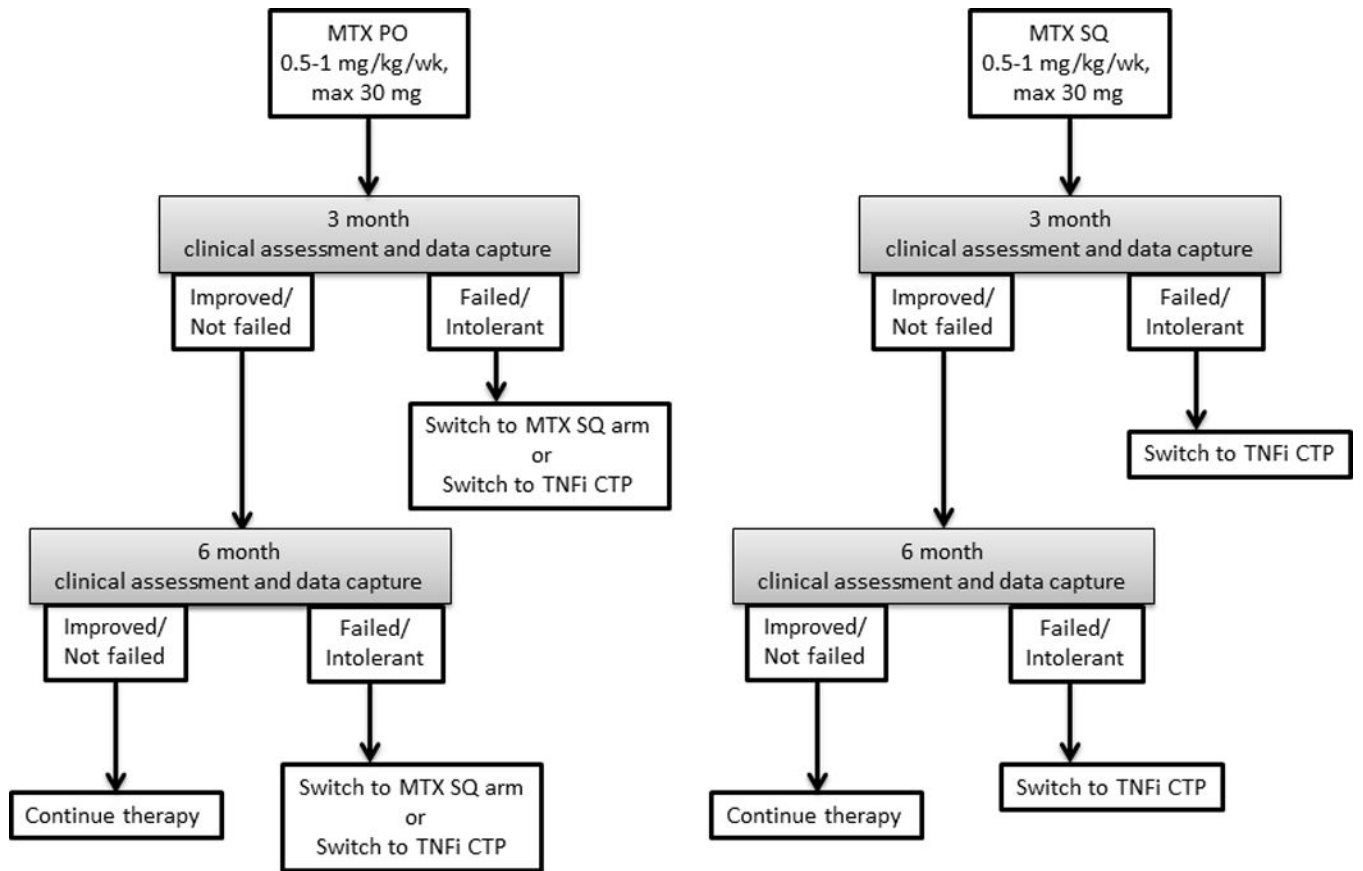 MTX PO
0.5-1 mg/kg/wk,
max 30 mg
3 month
clinical assessment and data capture
Improved/
Not failed
Failed/
Intolerant
Switch to MTX SQ arm
or
Switch to TNFi CTP
6 month
clinical assessment and data capture
Improved/
Not failed
Failed/
Intolerant
Continue therapy
Switch to MTX SQ arm
or
Switch to TNFi CTP
MTX SQ
0.5-1 mg/kg/wk,
max 30 mg
3 month
clinical assessment and data capture
Improved/
Not failed
Failed/
Intolerant
Switch to TNFi CTP
6 month
clinical assessment and data capture
Improved/
Not failed
Failed/
Intolerant
Continue therapy
Switch to TNFi CTP